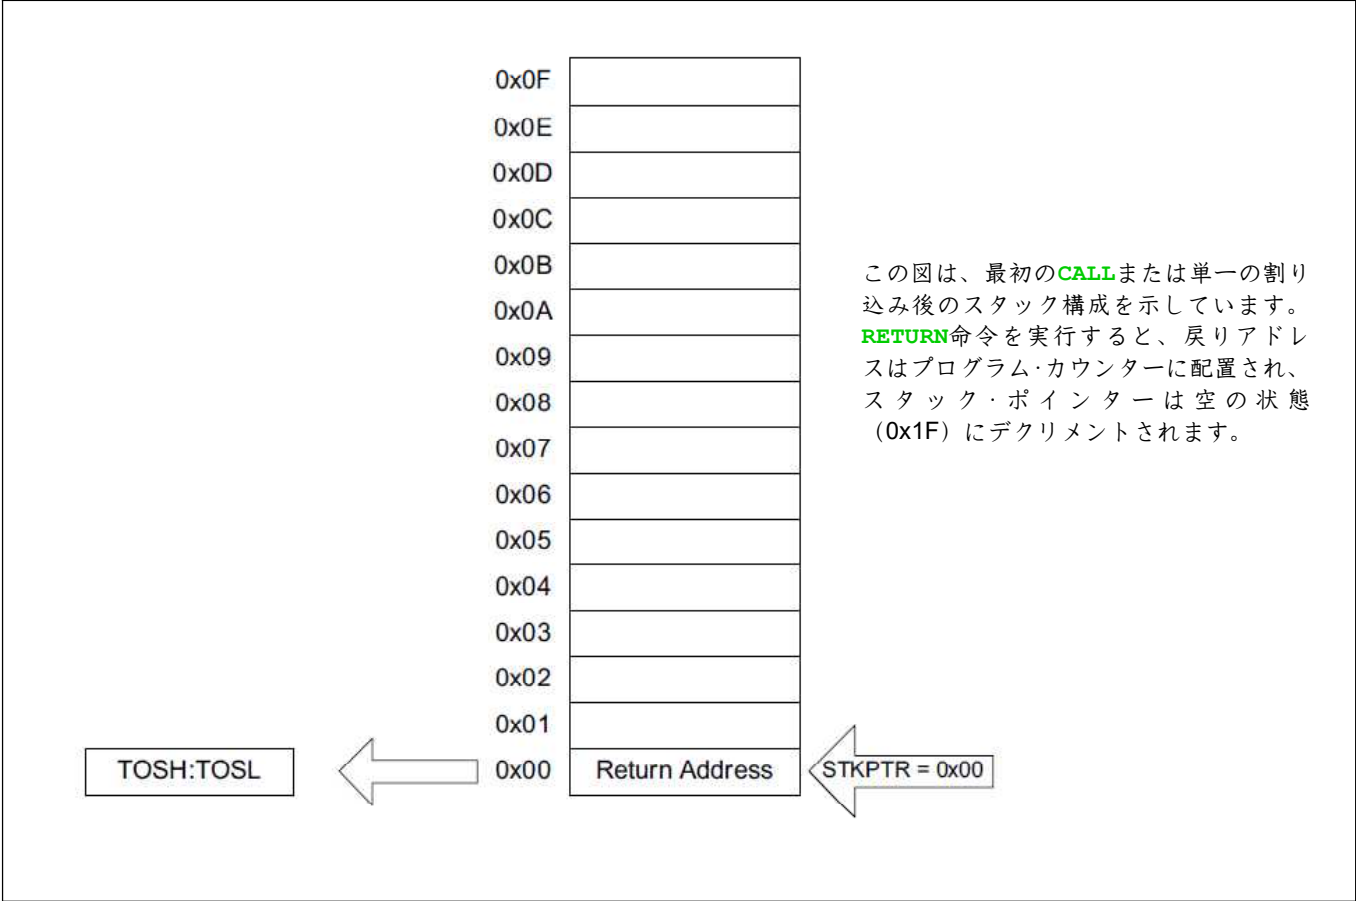 0x0F
0x0E
0x0D
0x0C
0x0B
0x0A
0x09
0x08
0x07
0x06
0x05
0x04
0x03
0x02
0x01
TOSH:TOSL
0x00
Return Address
STKPTR = 0x00
この図は、最初のCALLまたは単一の割り
込み後のスタック構成を示しています。
RETURN命令を実行すると、戻りアドレ
スはプログラム·カウンターに配置され、
スタック·ポインターは空の状態
（0x1F）にデクリメントされます。